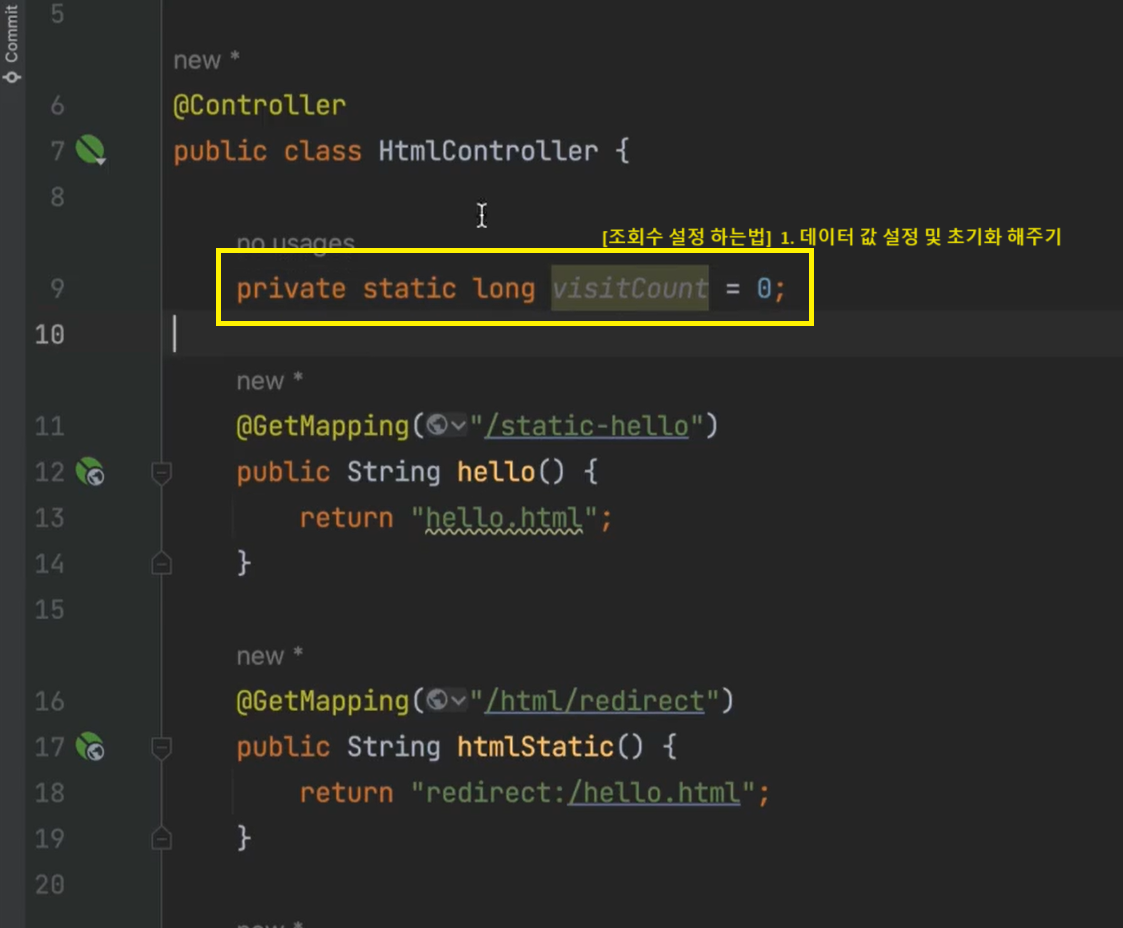 Commit
5
new *
6 @Controller
7 public class HtmlController {
8
no usages
[조회수 설정 하는법] 1. 데이터 값 설정 및 초기화 해주기
9 private static long visitCount = 0;
10
new *
11 @GetMapping("/static-hello")
12 public String hello() {
13 return "hello.html";
14 }
15
new *
16 @GetMapping("/html/redirect")
17 public String htmlStatic() {
18 return "redirect:/hello.html";
19 }
20
new *